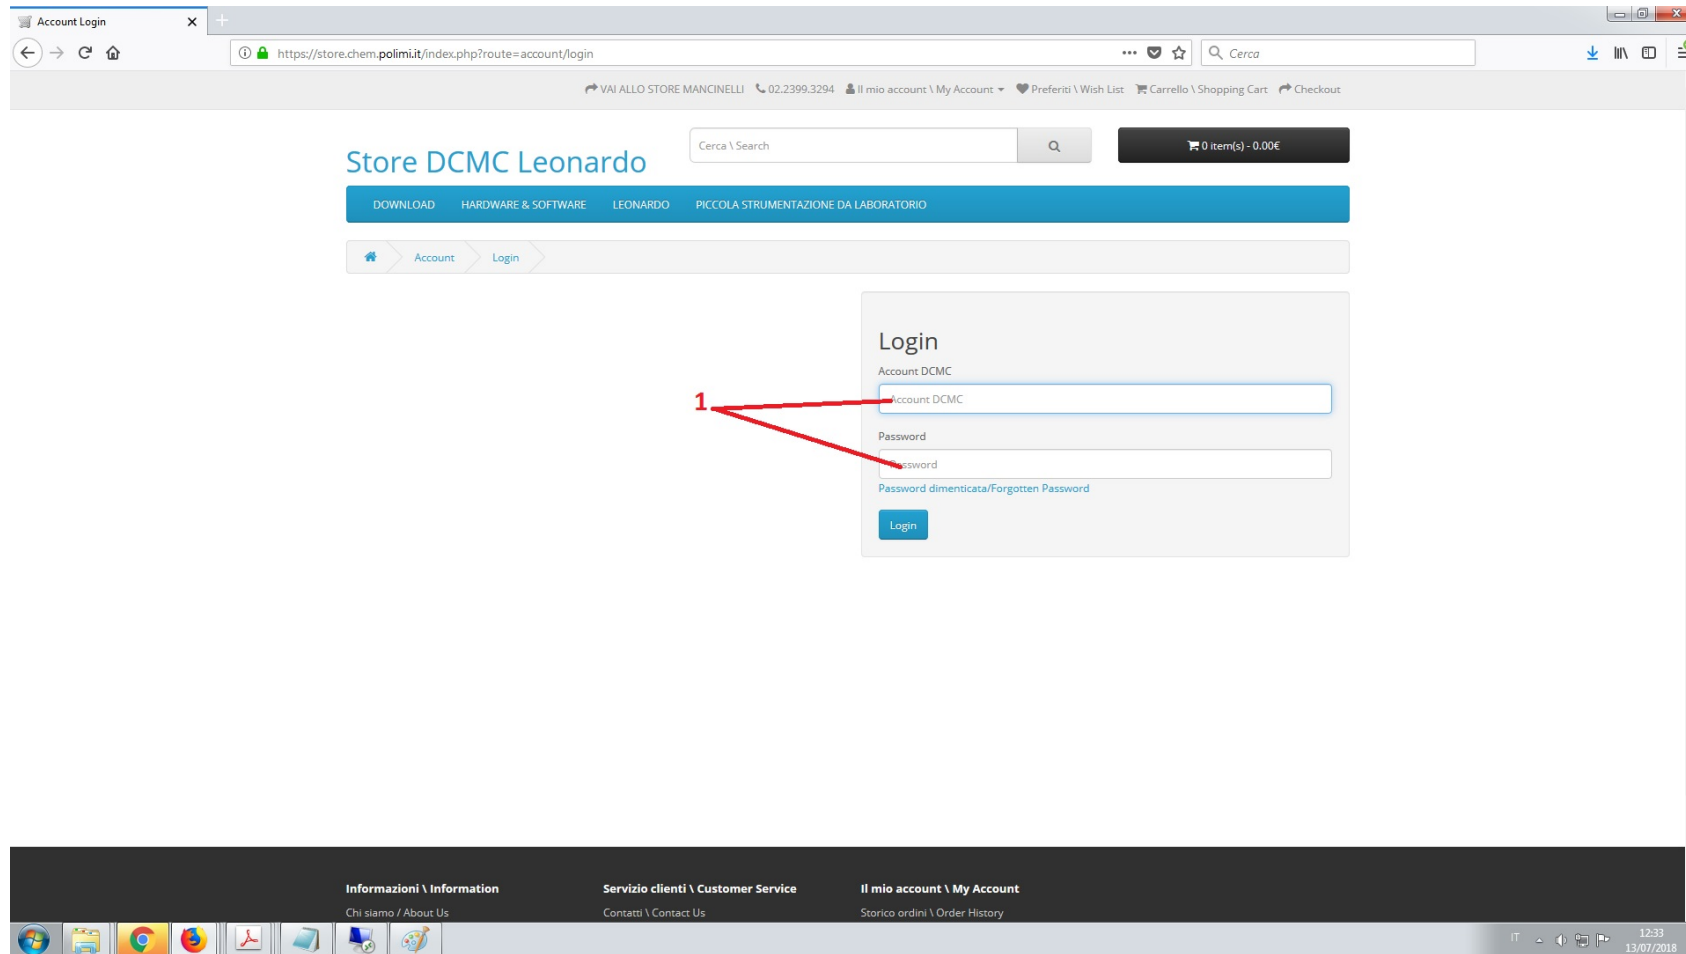 Account Login
https://store.chem.polimi.it/index.php?route=account/login
Cerca
VAI ALLO STORE MANCINELLI 02.2399.3294 Il mio account \ My Account Preferiti \ Wish List Carrello \ Shopping Cart Checkout
Store DCMC Leonardo
Cerca \ Search
0 item(s) - 0.00€
DOWNLOAD HARDWARE & SOFTWARE LEONARDO PICCOLA STRUMENTAZIONE DA LABORATORIO
Account Login
Login
Account DCMC
1
Account DCMC
Password
Password
Password dimenticata/Forgotten Password
Login
Informazioni \ Information Servizio clienti \ Customer Service Il mio account \ My Account
Chi siamo / About Us Contatti \ Contact Us Storico ordini \ Order History
IT 12:33
13/07/2018